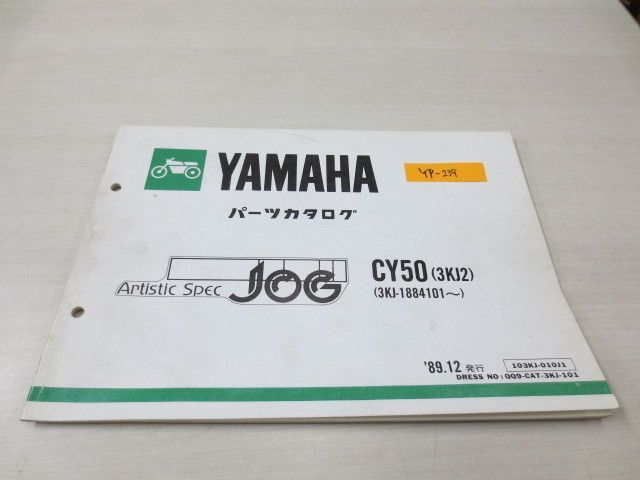 YAMAHA
YP-239
パーツカタログ
Artistic Spec JOG
CY50 (3KJ2)
(3KJ-1884101～)
'89.12 発行
103KJ-010J1
DRESS NO: 009-CAT-3KJ-101